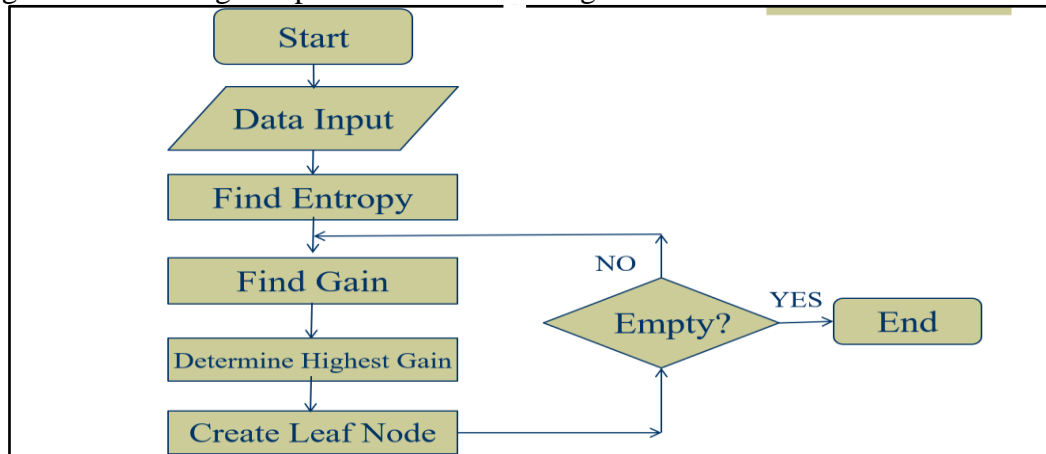 Start
Data Input
Find Entropy
Find Gain
Determine Highest Gain
Create Leaf Node
NO
Empty?
YES
End